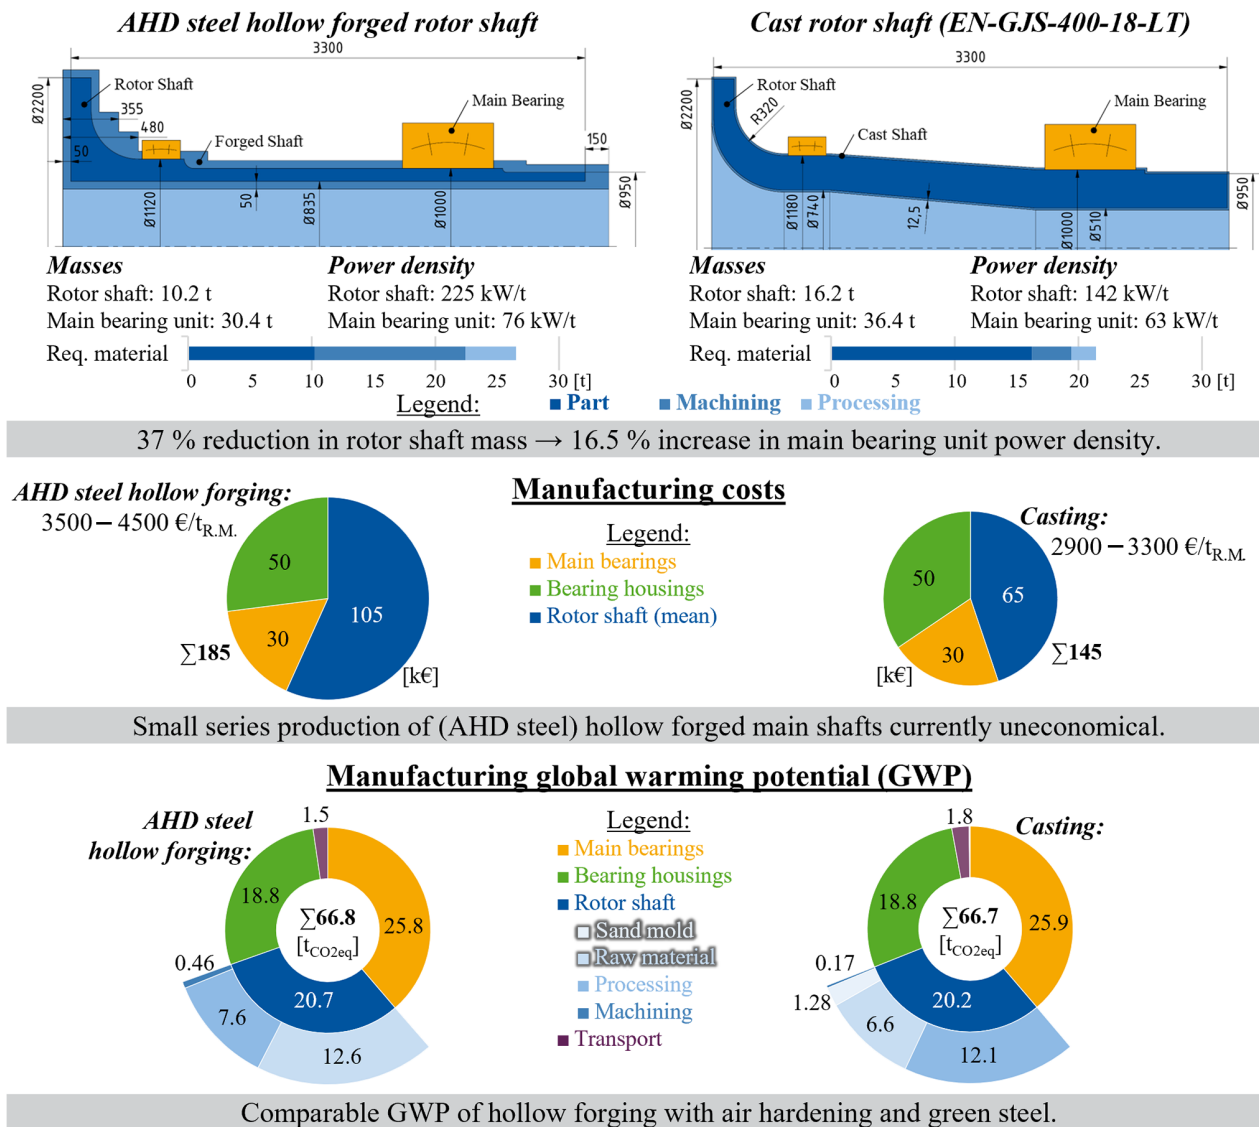 AHD steel hollow forged rotor shaft
3300
Rotor Shaft
Main Bearing
Forged Shaft
Ø2200
355
480
50
150
Ø1120
50
Ø835
Ø1000
Ø950
Masses
Rotor shaft: 10.2 t
Main bearing unit: 30.4 t
Power density
Rotor shaft: 225 kW/t
Main bearing unit: 76 kW/t
Req. material
0 5 10 15 20 25 30 [t]
Cast rotor shaft (EN-GJS-400-18-LT)
3300
Rotor Shaft
Main Bearing
Cast Shaft
Ø2200
R320
Ø1180
Ø740
12,5
Ø1000
Ø510
Ø950
Masses
Rotor shaft: 16.2 t
Main bearing unit: 36.4 t
Power density
Rotor shaft: 142 kW/t
Main bearing unit: 63 kW/t
Req. material
0 5 10 15 20 25 30 [t]
Legend: Part Machining Processing
37 % reduction in rotor shaft mass → 16.5 % increase in main bearing unit power density.
Manufacturing costs
AHD steel hollow forging:
3500 – 4500 €/tR.M.
50
105
30
∑185
[k€]
Legend:
Main bearings
Bearing housings
Rotor shaft (mean)
Casting:
2900 – 3300 €/tR.M.
50
65
30
∑145
[k€]
Small series production of (AHD steel) hollow forged main shafts currently uneconomical.
Manufacturing global warming potential (GWP)
AHD steel
hollow forging:
1.5
18.8
25.8
∑66.8
[tCO2eq]
0.46
20.7
7.6
12.6
Legend:
Main bearings
Bearing housings
Rotor shaft
Sand mold
Raw material
Processing
Machining
Transport
Casting:
1.8
18.8
25.9
∑66.7
[tCO2eq]
0.17
1.28
20.2
6.6
12.1
Comparable GWP of hollow forging with air hardening and green steel.